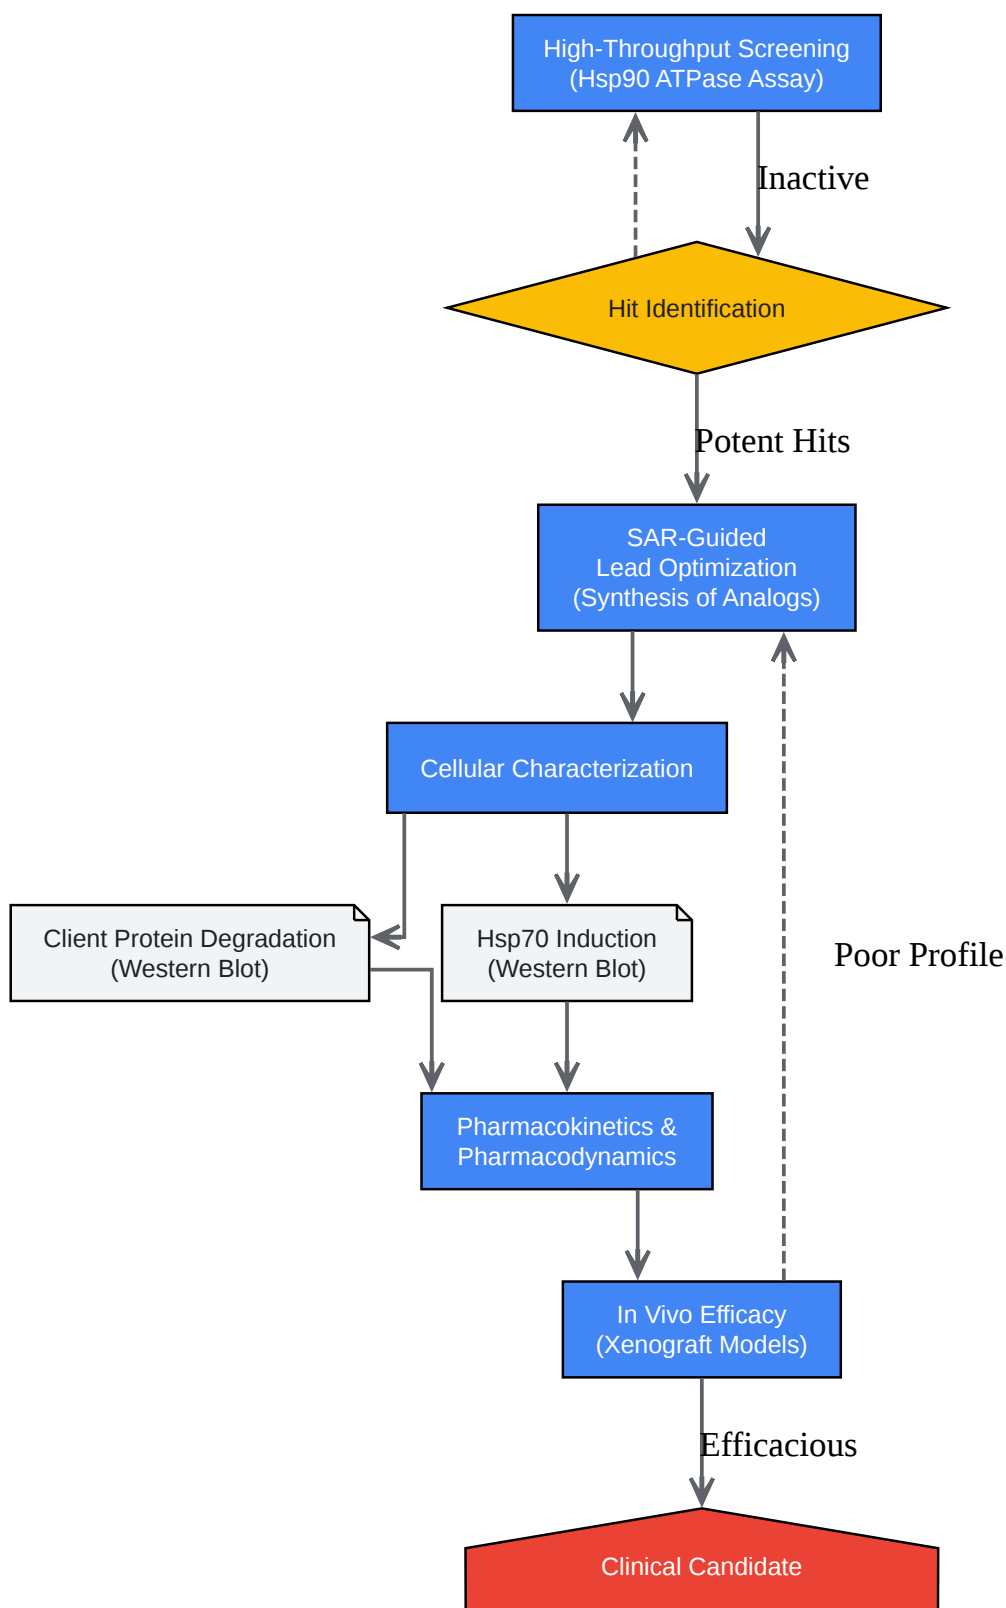 High-Throughput Screening
(Hsp90 ATPase Assay)
Inactive
Hit Identification
Potent Hits
SAR-Guided
Lead Optimization
(Synthesis of Analogs)
Cellular Characterization
Client Protein Degradation
(Western Blot)
Hsp70 Induction
(Western Blot)
Poor Profile
Pharmacokinetics &
Pharmacodynamics
In Vivo Efficacy
(Xenograft Models)
Efficacious
Clinical Candidate